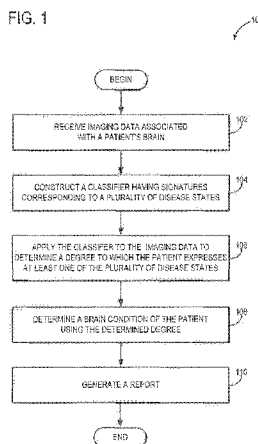 FIG. 1
BEGIN
102
RECEIVE IMAGING DATA ASSOCIATED
WITH A PATIENT'S BRAIN
104
CONSTRUCT A CLASSIFIER HAVING SIGNATURES
CORRESPONDING TO A PLURALITY OF DISEASE STATES
106
APPLY THE CLASSIFER TO THE IMAGING DATA TO
DETERMINE A DEGREE TO WHICH THE PATIENT EXPRESSES
AT LEAST ONE OF THE PLURALITY OF DISEASE STATES
108
DETERMINE A BRAIN CONDITION OF THE PATIENT
USING THE DETERMINED DEGREE
110
GENERATE A REPORT
END